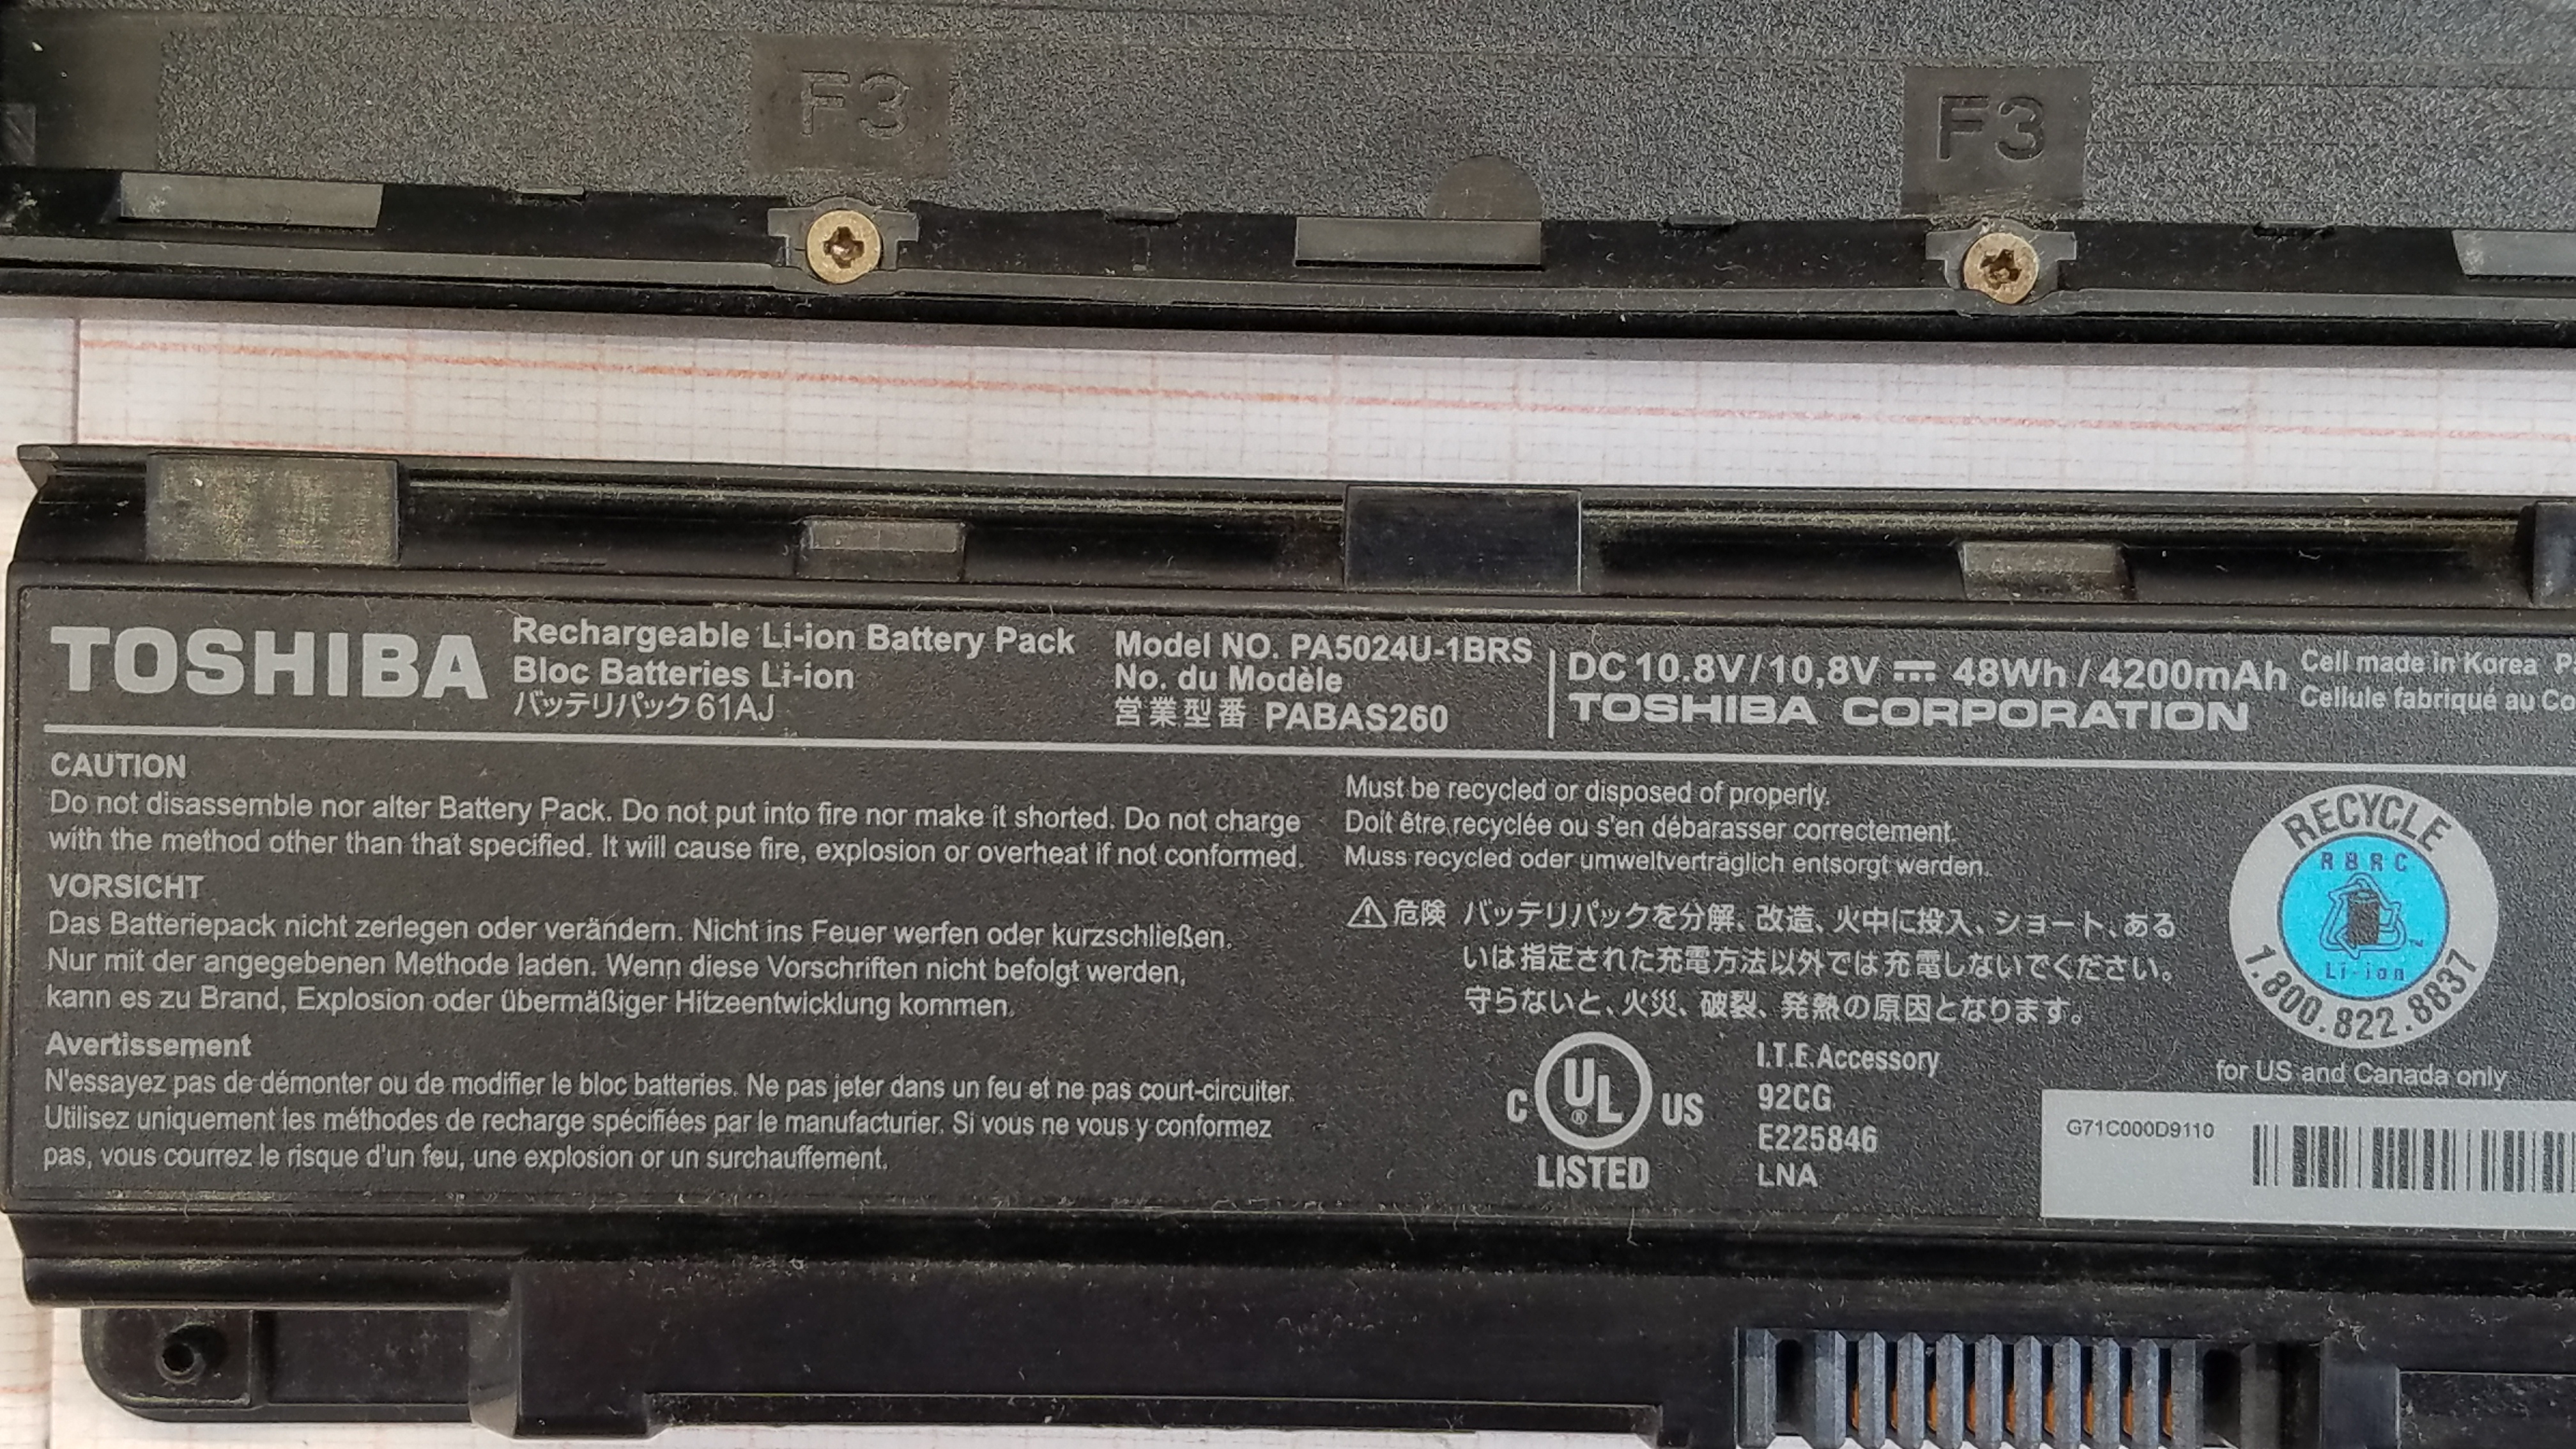 F3
F3
TOSHIBA
Rechargeable Li-ion Battery Pack
Bloc Batteries Li-ion
バッテリパック 61AJ
Model NO. PA5024U-1BRS
No. du Modèle
営業型番 PABAS260
DC 10.8V/10,8V ⎓ 48Wh / 4200mAh
TOSHIBA CORPORATION
Cell made in Korea
Cellule fabriqué au
CAUTION
Do not disassemble nor alter Battery Pack. Do not put into fire nor make it shorted. Do not charge
with the method other than that specified. It will cause fire, explosion or overheat if not conformed.
VORSICHT
Das Batteriepack nicht zerlegen oder verändern. Nicht ins Feuer werfen oder kurzschließen.
Nur mit der angegebenen Methode laden. Wenn diese Vorschriften nicht befolgt werden,
kann es zu Brand, Explosion oder übermäßiger Hitzeentwicklung kommen.
Avertissement
N'essayez pas de démonter ou de modifier le bloc batteries. Ne pas jeter dans un feu et ne pas court-circuiter.
Utilisez uniquement les méthodes de recharge spécifiées par le manufacturier. Si vous ne vous y conformez
pas, vous courrez le risque d'un feu, une explosion or un surchauffement.
Must be recycled or disposed of properly.
Doit être recyclée ou s'en débarasser correctement.
Muss recycled oder umweltverträglich entsorgt werden.
⚠危険 バッテリパックを分解、改造、火中に投入、ショート、ある
いは指定された充電方法以外では充電しないでください。
守らないと、火災、破裂、発熱の原因となります。
C UL ® US
LISTED
I.T.E. Accessory
92CG
E225846
LNA
RECYCLE
RBRC
TM
Li-ion
1.800.822.8837
for US and Canada only
G71C000D9110